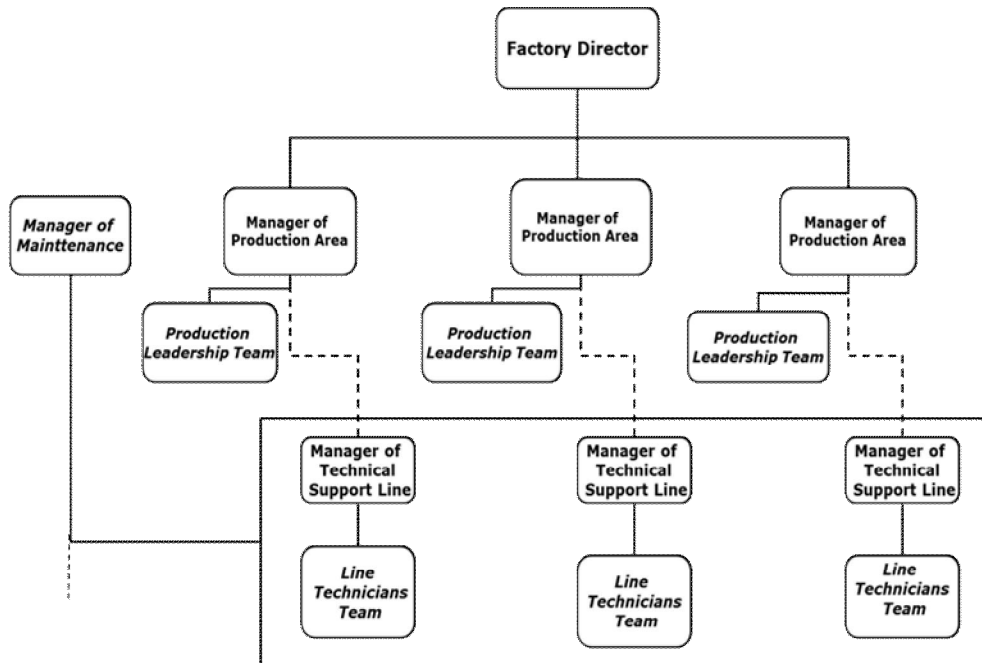 Factory Director
Manager of
Mainttenance
Manager of
Production Area
Manager of
Production Area
Manager of
Production Area
Production
Leadership Team
Production
Leadership Team
Production
Leadership Team
Manager of
Technical
Support Line
Manager of
Technical
Support Line
Manager of
Technical
Support Line
Line
Technicians
Team
Line
Technicians
Team
Line
Technicians
Team